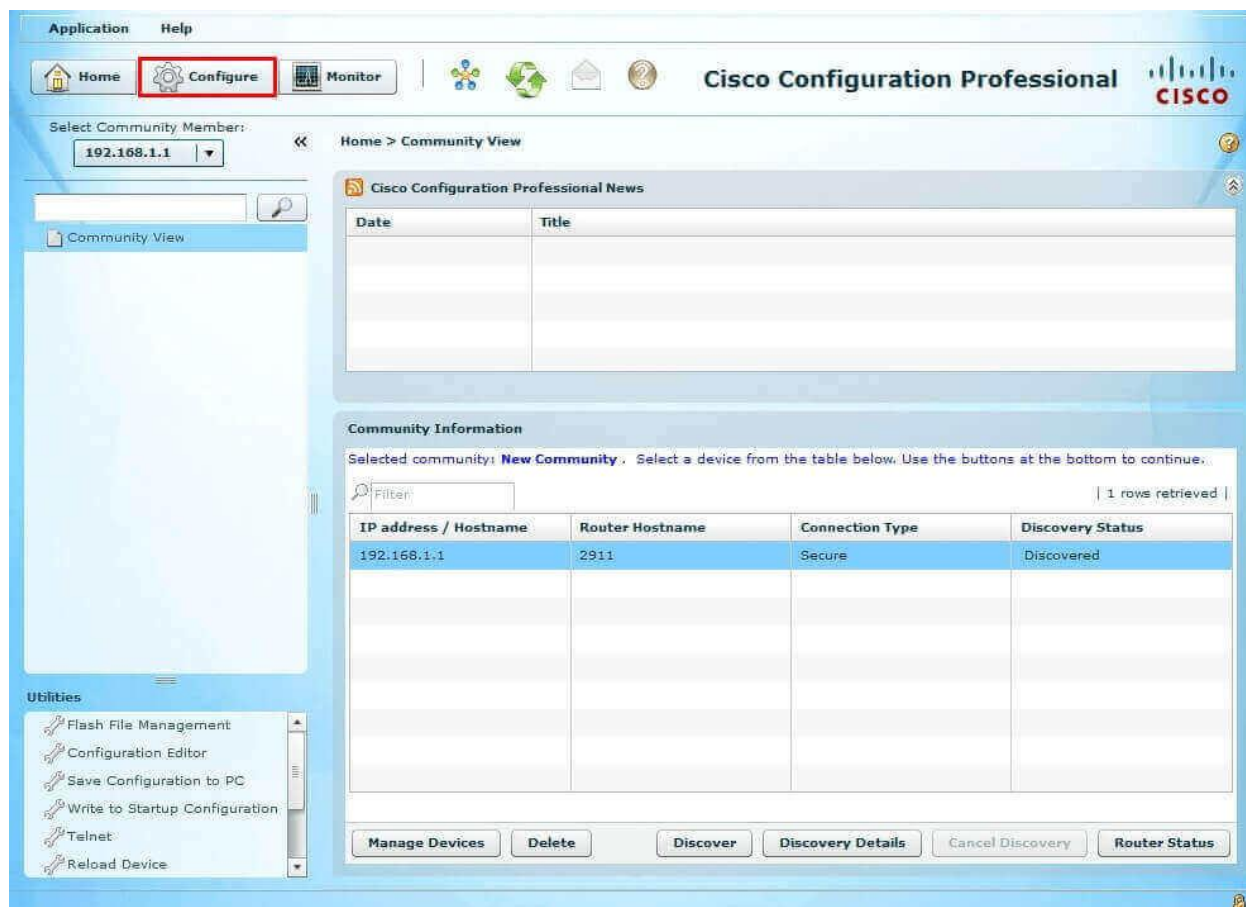 Application Help
Home Configure Monitor Cisco Configuration Professional CISCO
Select Community Member:
192.168.1.1
Home > Community View
Cisco Configuration Professional News
Date Title
Community View
Community Information
Selected community: New Community . Select a device from the table below. Use the buttons at the bottom to continue.
Filter | 1 rows retrieved |
IP address / Hostname Router Hostname Connection Type Discovery Status
192.168.1.1 2911 Secure Discovered
Utilities
Flash File Management
Configuration Editor
Save Configuration to PC
Write to Startup Configuration
Telnet
Reload Device
Manage Devices Delete Discover Discovery Details Cancel Discovery Router Status